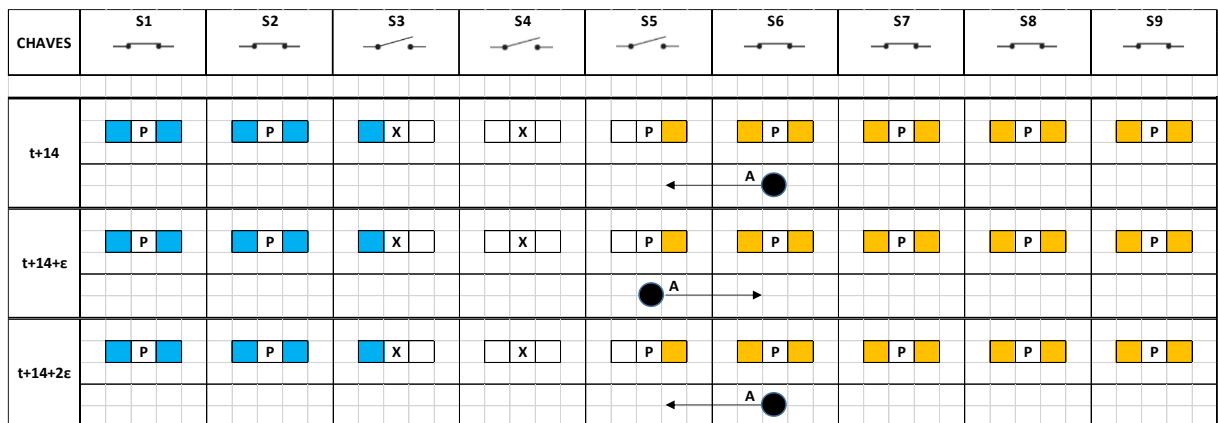 CHAVES S1 S2 S3 S4 S5 S6 S7 S8 S9
t+14 P P X X P P P P P
A
t+14+ε P P X X P P P P P
A
t+14+2ε P P X X P P P P P
A